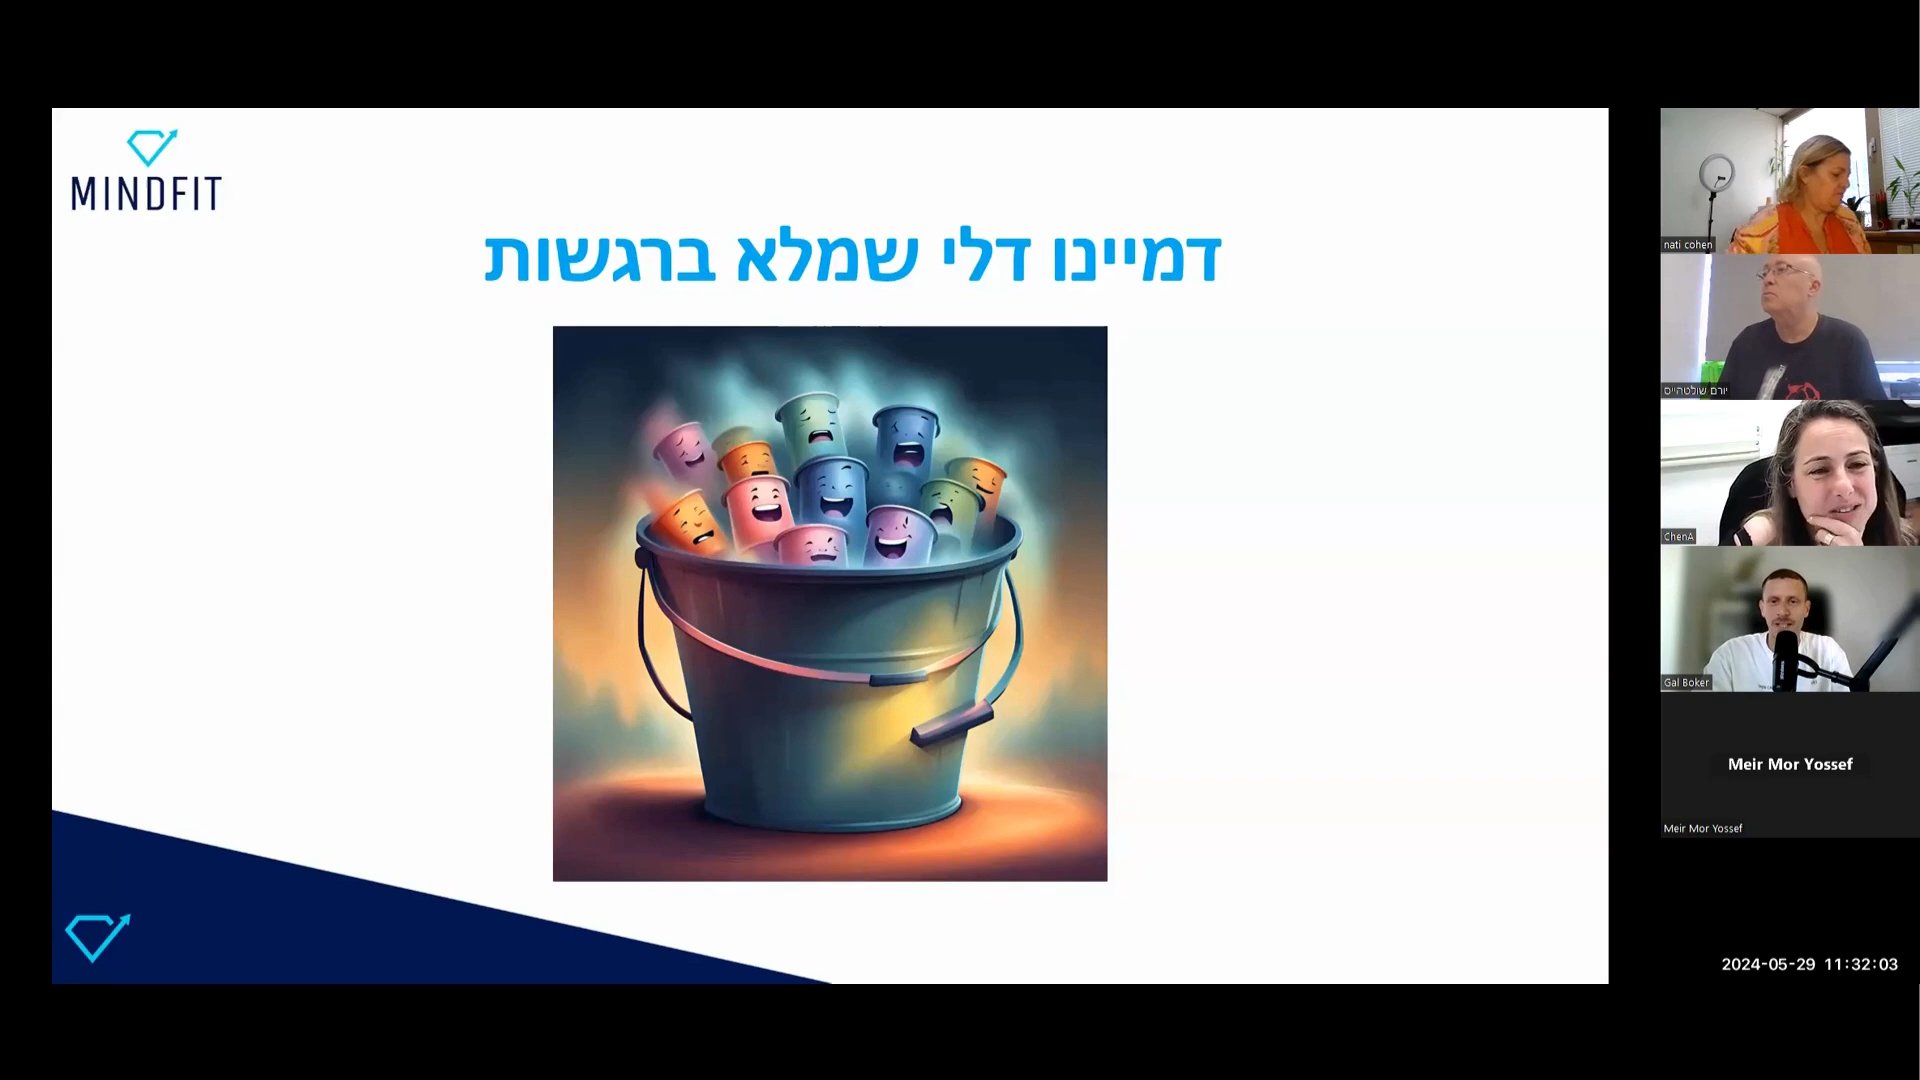 MINDFIT
דמיינו דלי שמלא ברגשות
nati cohen
יורם שולטהייס
ChenA
Gal Boker
Meir Mor Yossef
Meir Mor Yossef
2024-05-29 11:32:03